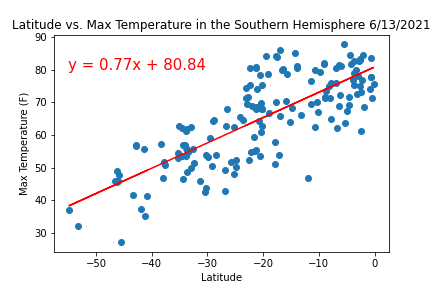 Latitude vs. Max Temperature in the Southern Hemisphere 6/13/2021
y = 0.77x + 80.84
Max Temperature (F)
90
80
70
60
50
40
30
−50 −40 −30 −20 −10 0
Latitude